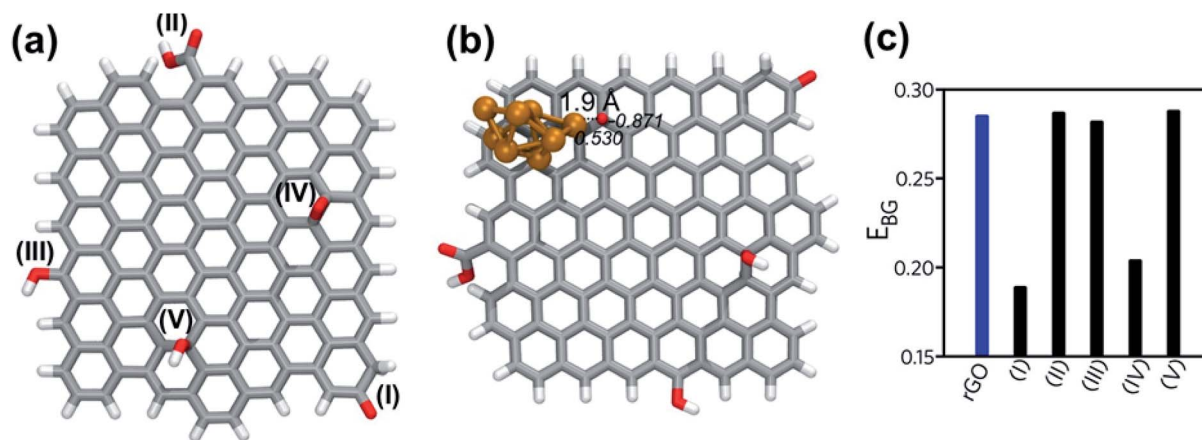 (a)
(II)
(IV)
(III)
(V)
(I)
(b)
1.9 Å
-0.871
0.530
(c)
E_BG
0.30
0.25
0.20
0.15
rGO
(I)
(II)
(III)
(IV)
(V)